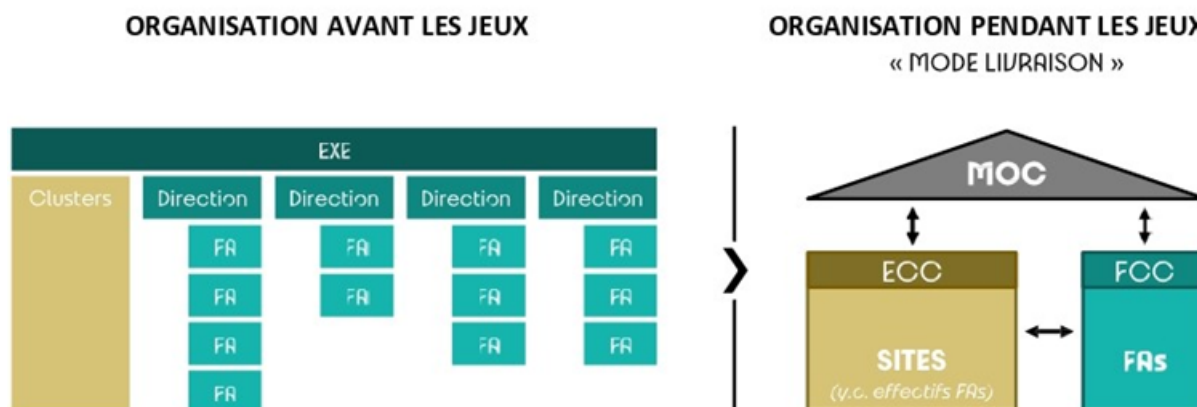 ORGANISATION AVANT LES JEUX
ORGANISATION PENDANT LES JEUX
« MODE LIVRAISON »
EXE
Clusters
Direction
Direction
Direction
Direction
FA
FA
FA
FA
FA
FA
FA
FA
FA
FA
FA
FA
MOC
ECC
FCC
SITES
(y.c. effectifs FAs)
FAs